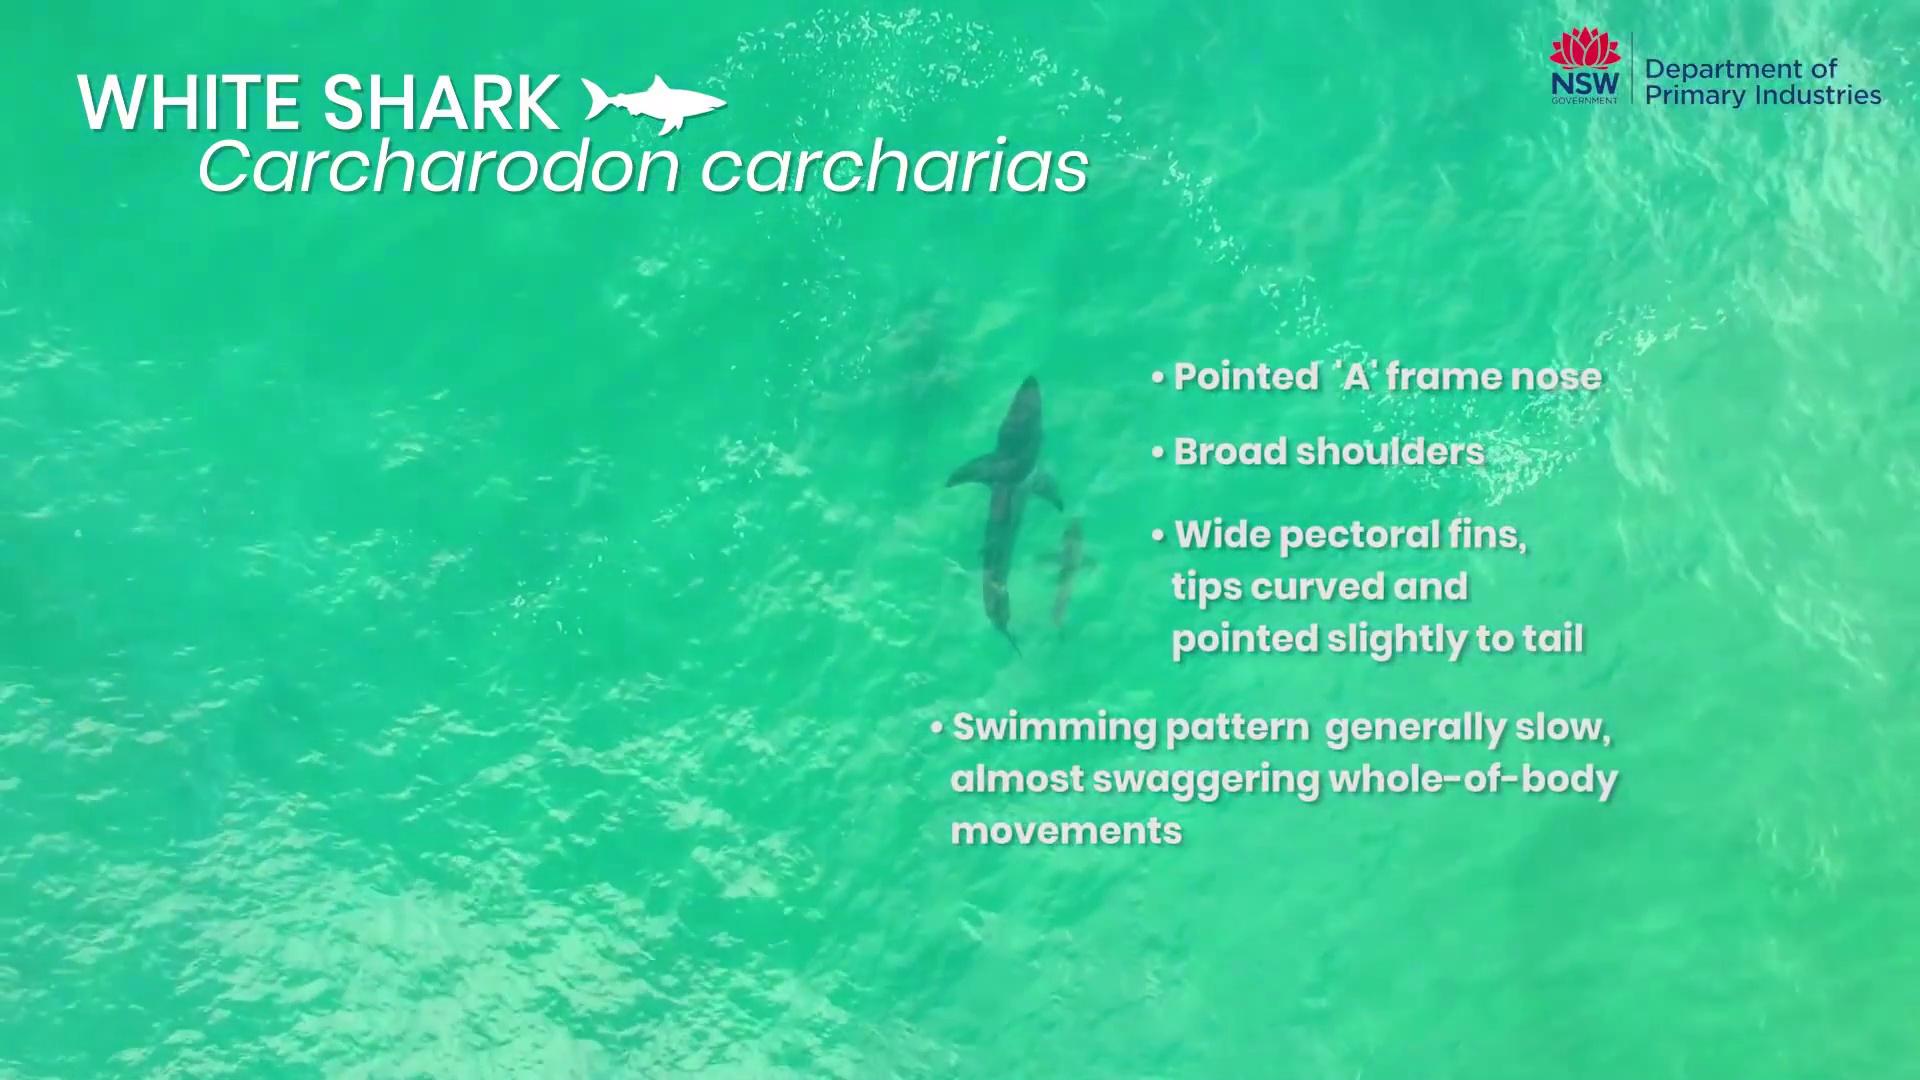 WHITE SHARK
Carcharodon carcharias
NSW
GOVERNMENT
Department of
Primary Industries
• Pointed 'A' frame nose
• Broad shoulders
• Wide pectoral fins,
tips curved and
pointed slightly to tail
• Swimming pattern generally slow,
almost swaggering whole-of-body
movements